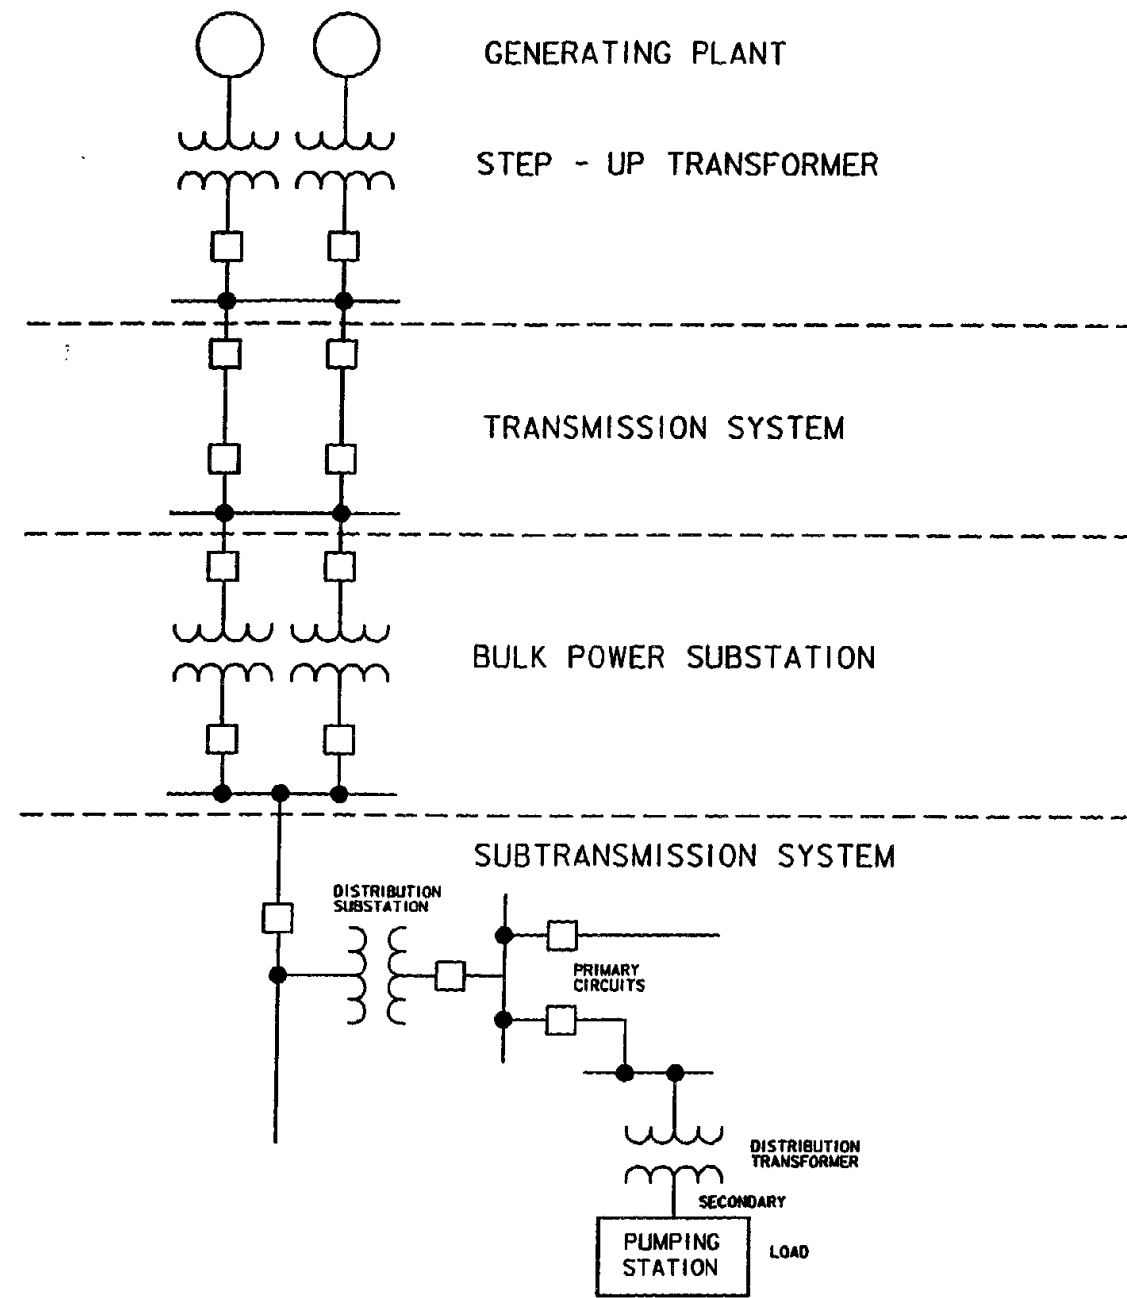 GENERATING PLANT
STEP - UP TRANSFORMER
TRANSMISSION SYSTEM
BULK POWER SUBSTATION
SUBTRANSMISSION SYSTEM
DISTRIBUTION
SUBSTATION
PRIMARY
CIRCUITS
DISTRIBUTION
TRANSFORMER
SECONDARY
PUMPING
STATION
LOAD